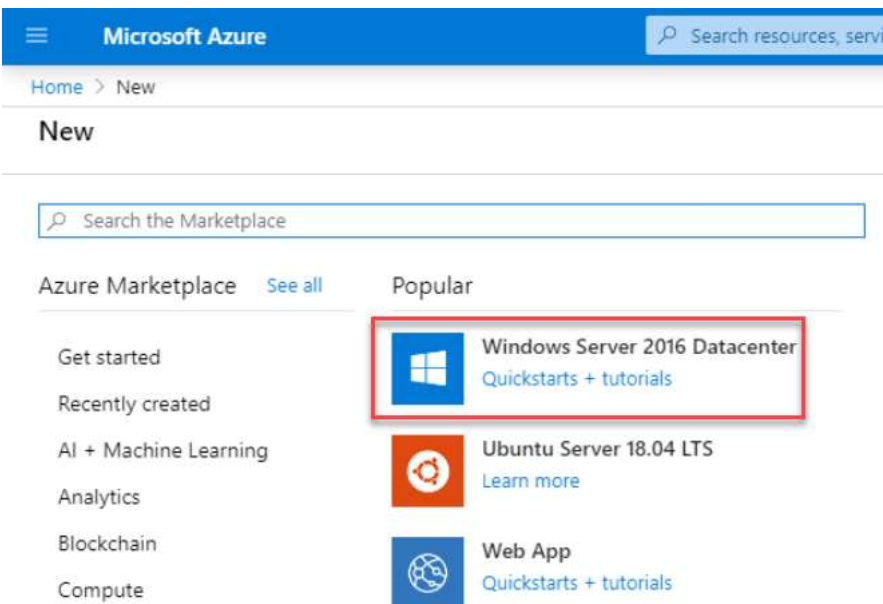 Microsoft Azure
Search resources, servi
Home > New
New
Search the Marketplace
Azure Marketplace See all
Popular
Get started
Recently created
AI + Machine Learning
Analytics
Blockchain
Compute
Windows Server 2016 Datacenter
Quickstarts + tutorials
Ubuntu Server 18.04 LTS
Learn more
Web App
Quickstarts + tutorials